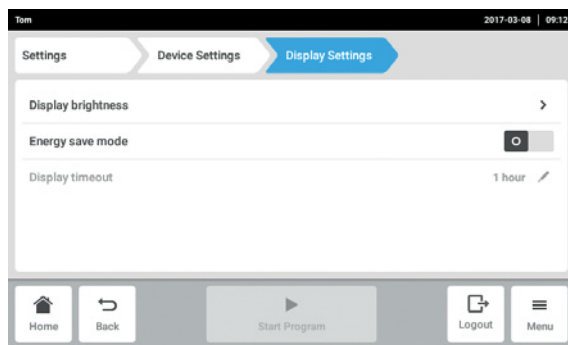 Tom 2017-03-08 | 09:12
Settings Device Settings Display Settings
Display brightness
Energy save mode
Display timeout 1 hour
Home Back Start Program Logout Menu